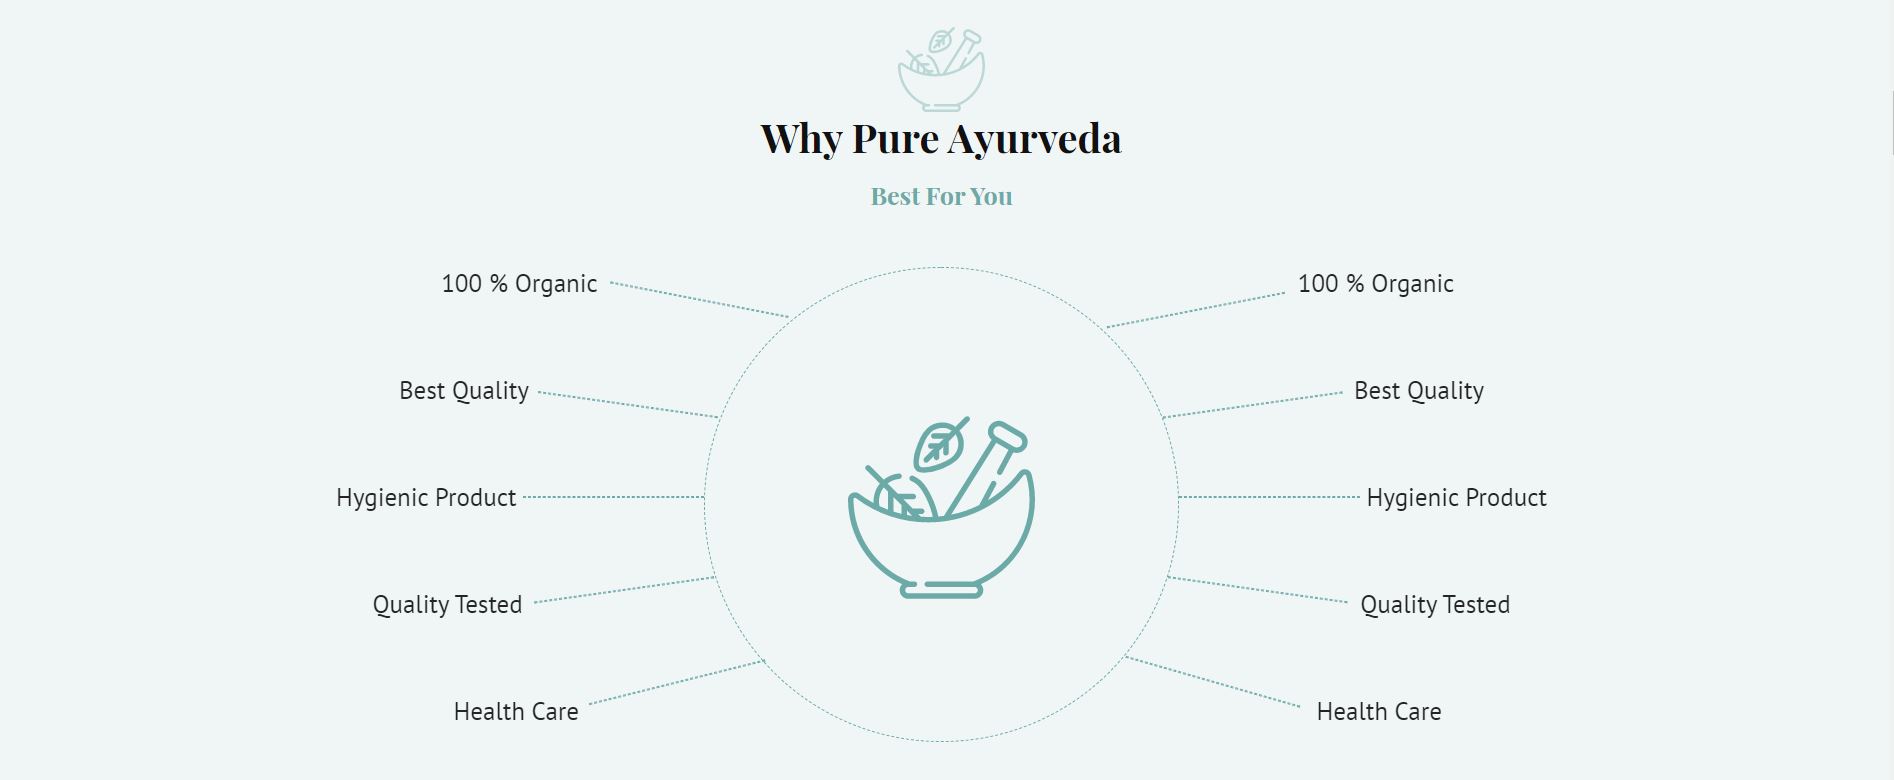 Why Pure Ayurveda
Best For You
100 % Organic
100 % Organic
Best Quality
Best Quality
Hygienic Product
Hygienic Product
Quality Tested
Quality Tested
Health Care
Health Care